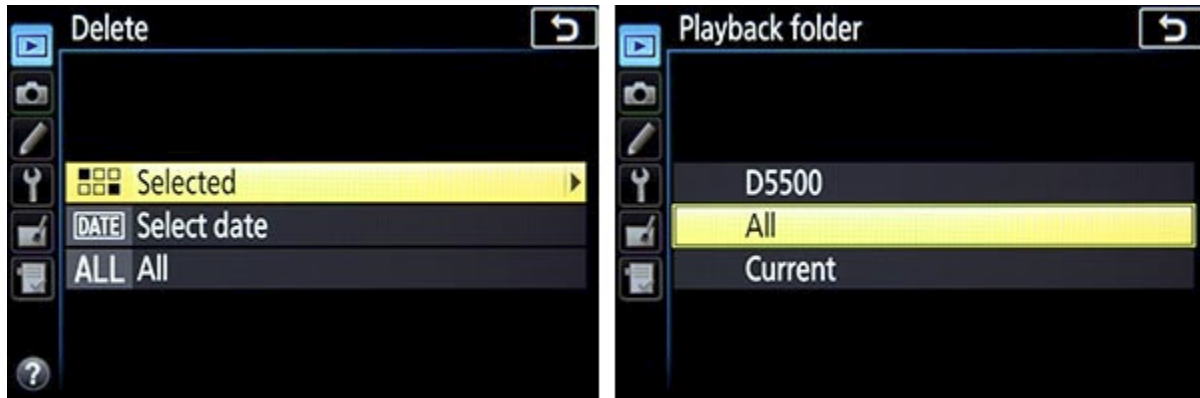 Delete
Selected
DATE Select date
ALL All
?
Playback folder
D5500
All
Current